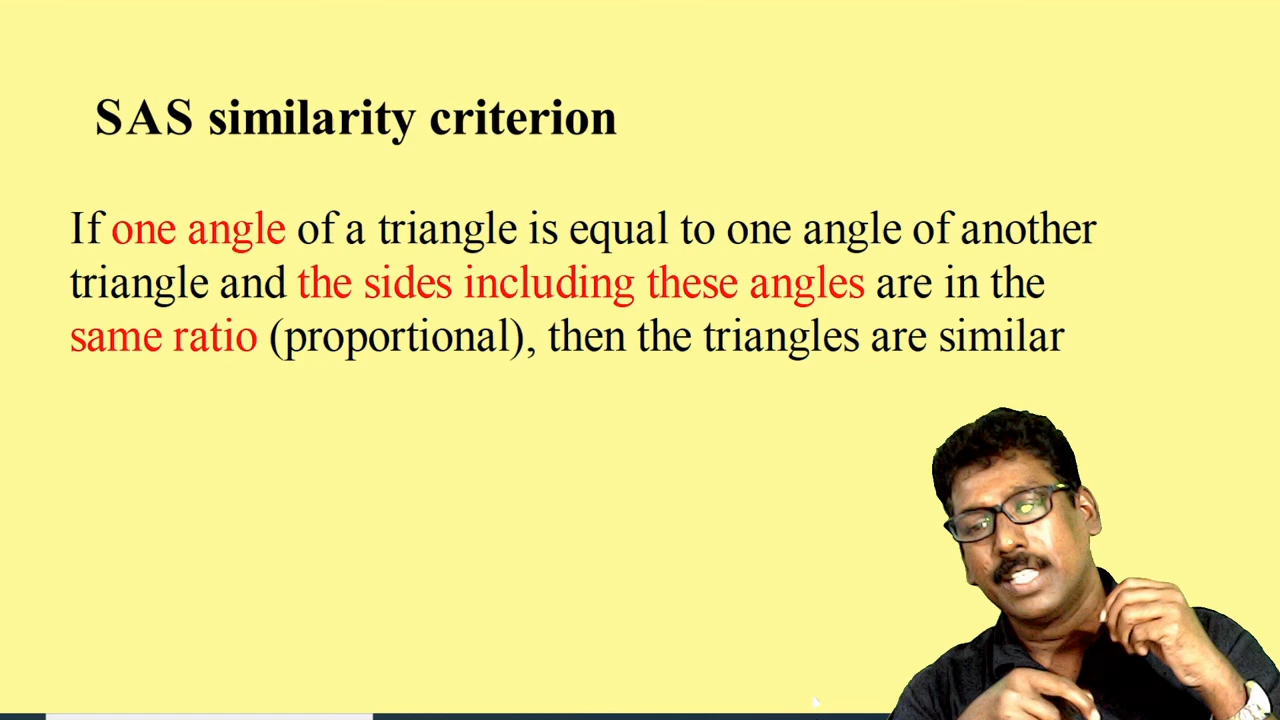 SAS similarity criterion
If one angle of a triangle is equal to one angle of another
triangle and the sides including these angles are in the
same ratio (proportional), then the triangles are similar